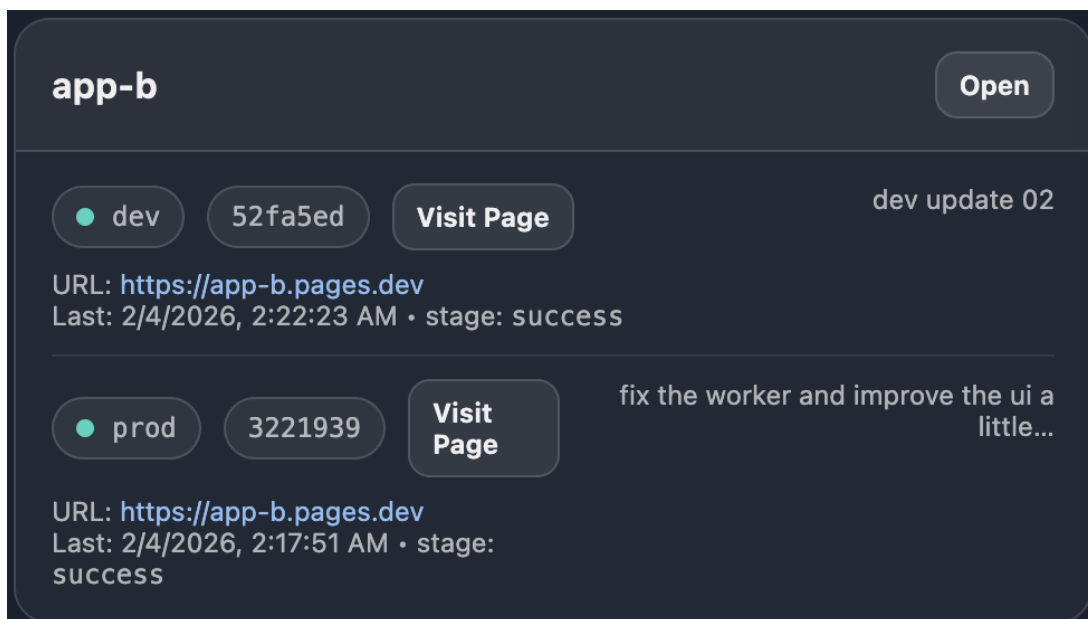 app-b
Open
dev
52fa5ed
Visit Page
dev update 02
URL: https://app-b.pages.dev
Last: 2/4/2026, 2:22:23 AM • stage: success
prod
3221939
Visit
Page
fix the worker and improve the ui a
little...
URL: https://app-b.pages.dev
Last: 2/4/2026, 2:17:51 AM • stage:
success